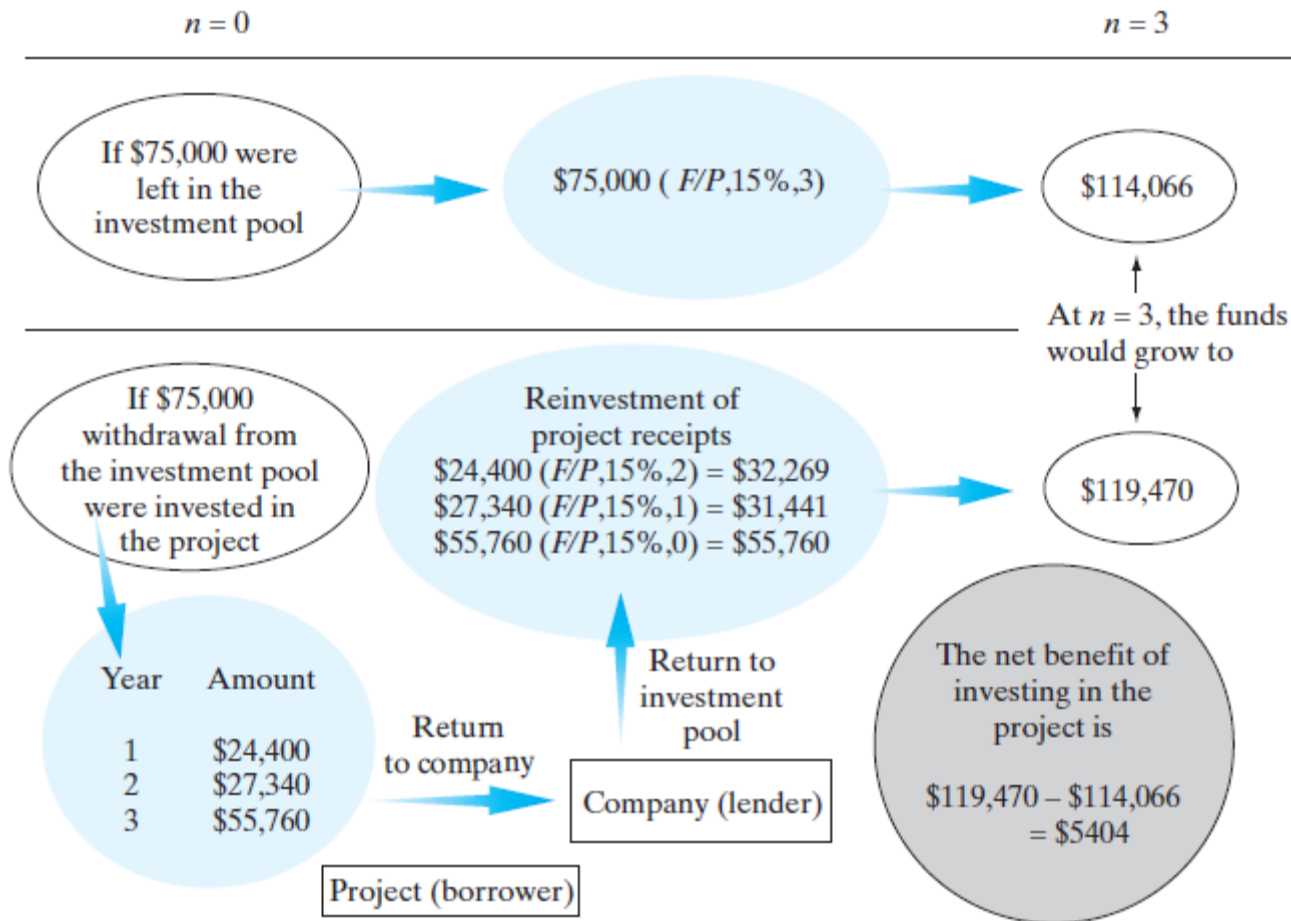 n = 0
n = 3
If $75,000 were
left in the
investment pool
$75,000 ( F/P,15%,3)
$114,066
At n = 3, the funds
would grow to
If $75,000
withdrawal from
the investment pool
were invested in
the project
Reinvestment of
project receipts
$24,400 (F/P,15%,2) = $32,269
$27,340 (F/P,15%,1) = $31,441
$55,760 (F/P,15%,0) = $55,760
$119,470
Year Amount
1 $24,400
2 $27,340
3 $55,760
Return
to company
Return to
investment
pool
Company (lender)
Project (borrower)
The net benefit of
investing in the
project is
$119,470 – $114,066
= $5404